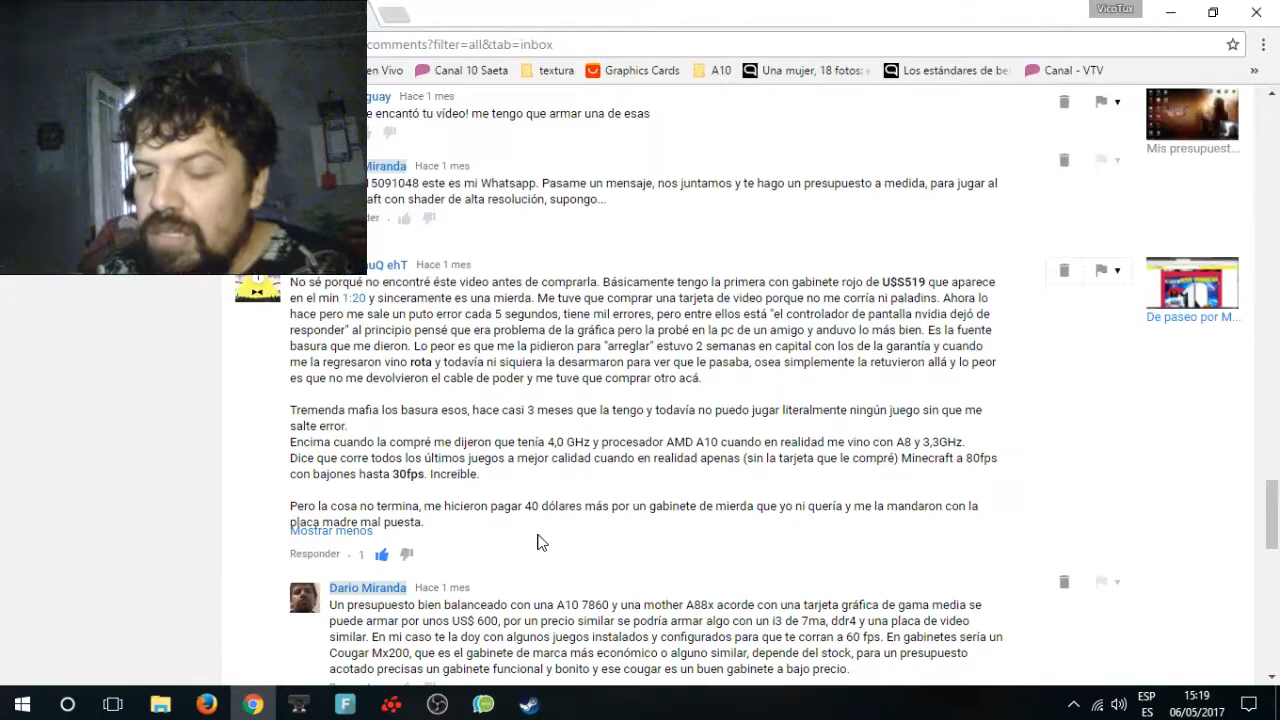 VicoTux
comments?filter=all&tab=inbox
en Vivo
Canal 10 Saeta
textura
Graphics Cards
A10
Una mujer, 18 fotos:
Los estándares de be
Canal - VTV
»
guay Hace 1 mes
e encantó tu vídeo! me tengo que armar una de esas
Mis presupuest...
Miranda Hace 1 mes
15091048 este es mi Whatsapp. Pasame un mensaje, nos juntamos y te hago un presupuesto a medida, para jugar al
aft con shader de alta resolución, supongo...
der
uQ ehT Hace 1 mes
No sé porqué no encontré éste video antes de comprarla. Básicamente tengo la primera con gabinete rojo de U$S519 que aparece
en el min 1:20 y sinceramente es una mierda. Me tuve que comprar una tarjeta de video porque no me corría ni paladins. Ahora lo
hace pero me sale un puto error cada 5 segundos, tiene mil errores, pero entre ellos está "el controlador de pantalla nvidia dejó de
responder" al principio pensé que era problema de la gráfica pero la probé en la pc de un amigo y anduvo lo más bien. Es la fuente
basura que me dieron. Lo peor es que me la pidieron para "arreglar" estuvo 2 semanas en capital con los de la garantía y cuando
me la regresaron vino rota y todavía ni siquiera la desarmaron para ver que le pasaba, osea simplemente la retuvieron allá y lo peor
es que no me devolvieron el cable de poder y me tuve que comprar otro acá.
De paseo por M...
Tremenda mafia los basura esos, hace casi 3 meses que la tengo y todavía no puedo jugar literalmente ningún juego sin que me
salte error.
Encima cuando la compré me dijeron que tenía 4,0 GHz y procesador AMD A10 cuando en realidad me vino con A8 y 3,3GHz.
Dice que corre todos los últimos juegos a mejor calidad cuando en realidad apenas (sin la tarjeta que le compré) Minecraft a 80fps
con bajones hasta 30fps. Increible.
Pero la cosa no termina, me hicieron pagar 40 dólares más por un gabinete de mierda que yo ni quería y me la mandaron con la
placa madre mal puesta.
Mostrar menos
Responder · 1
Dario Miranda Hace 1 mes
Un presupuesto bien balanceado con una A10 7860 y una mother A88x acorde con una tarjeta gráfica de gama media se
puede armar por unos US$ 600, por un precio similar se podría armar algo con un i3 de 7ma, ddr4 y una placa de video
similar. En mi caso te la doy con algunos juegos instalados y configurados para que te corran a 60 fps. En gabinetes sería un
Cougar Mx200, que es el gabinete de marca más económico o alguno similar, depende del stock, para un presupuesto
acotado precisas un gabinete funcional y bonito y ese cougar es un buen gabinete a bajo precio.
ESP
ES
15:19
06/05/2017